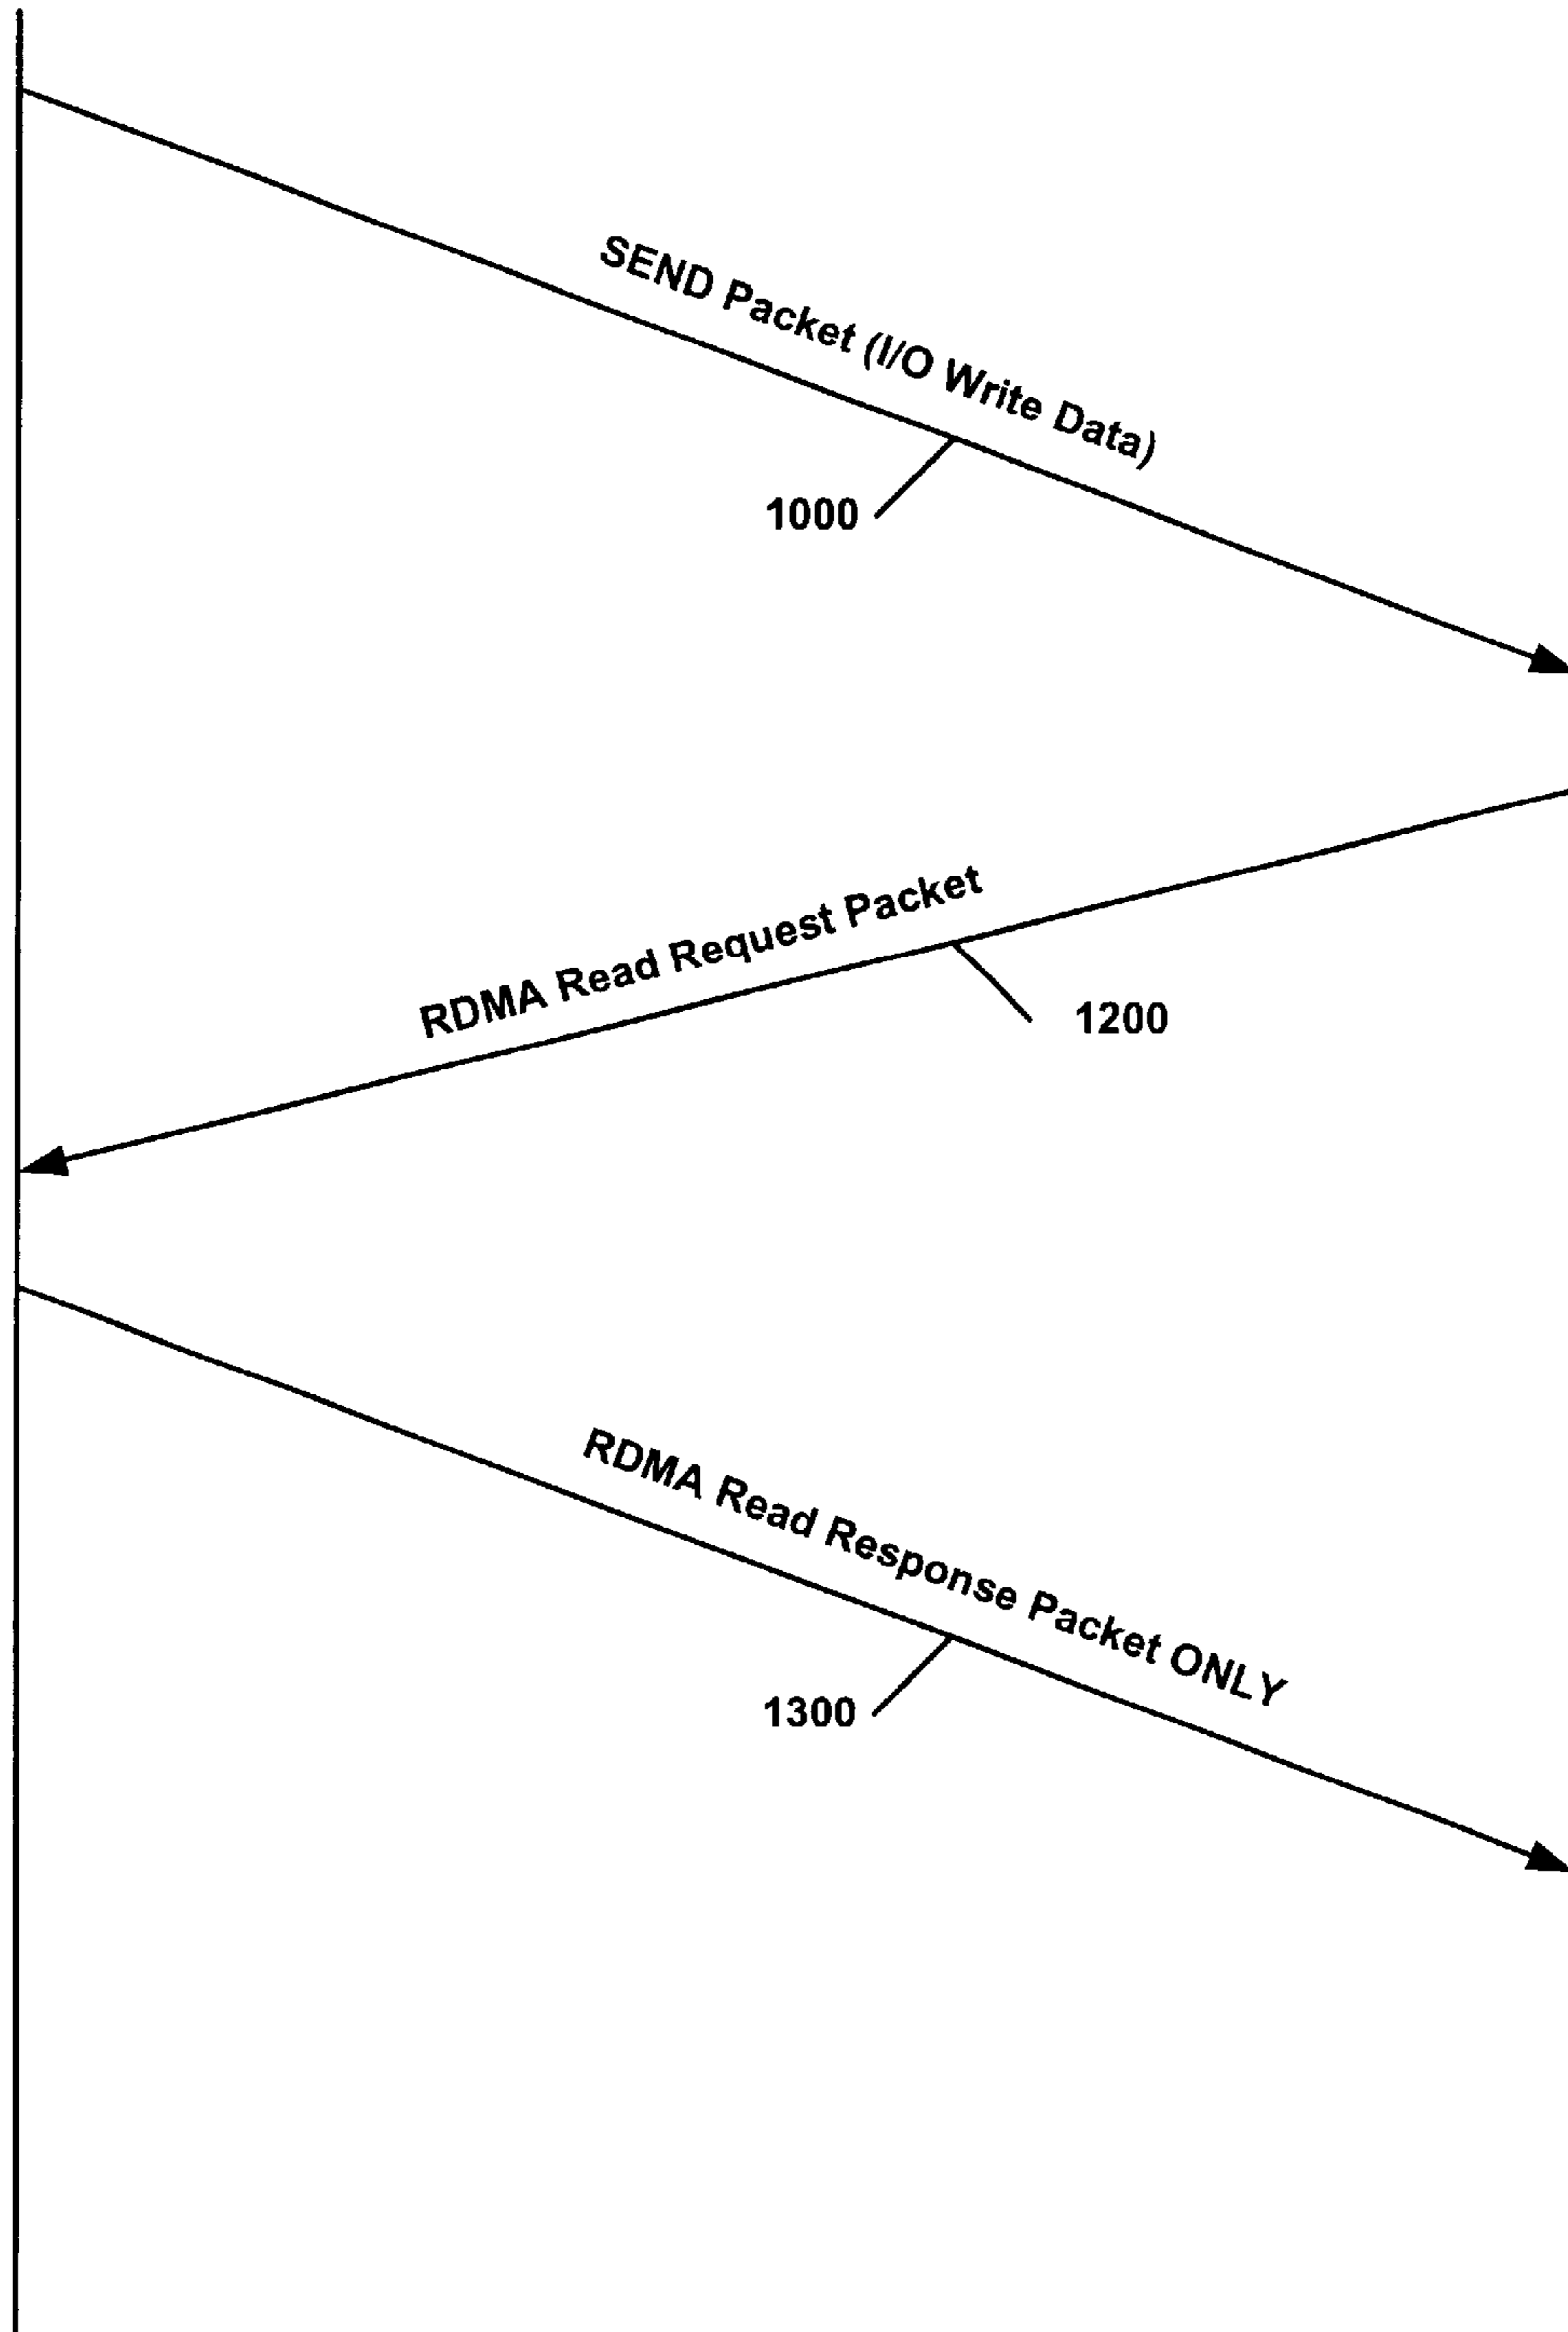 SEND Packet (I/O Write Data)
1000
RDMA Read Request Packet
1200
RDMA Read Response Packet ONLY
1300